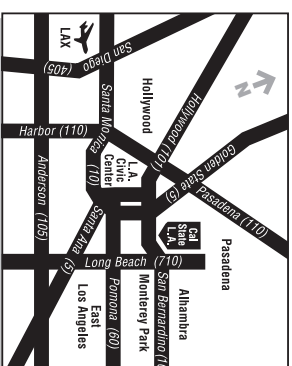 LAX
San Diego
(405)
Hollywood
Hollywood (101)
N
Santa Monica
(10)
Harbor (110)
Golden State (5)
L.A.
Civic
Center
Pasadena (110)
Anderson (105)
Santa Ana
(5)
Cal
State
L.A.
Pasadena
Long Beach (710)
Alhambra
San Bernardino (10
Monterey Park
Pomona (60)
East
Los Angeles